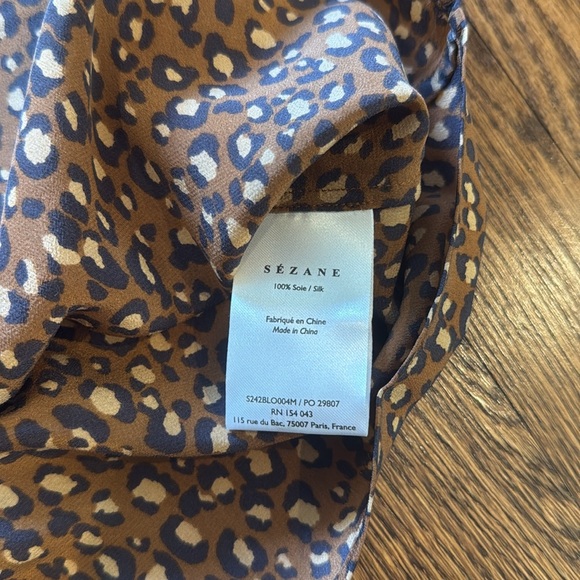 SÉZANE
100% Soie / Silk
Fabriqué en Chine
Made in China
S242BLO004M / PO 29807
RN 154 043
115 rue du Bac, 75007 Paris, France